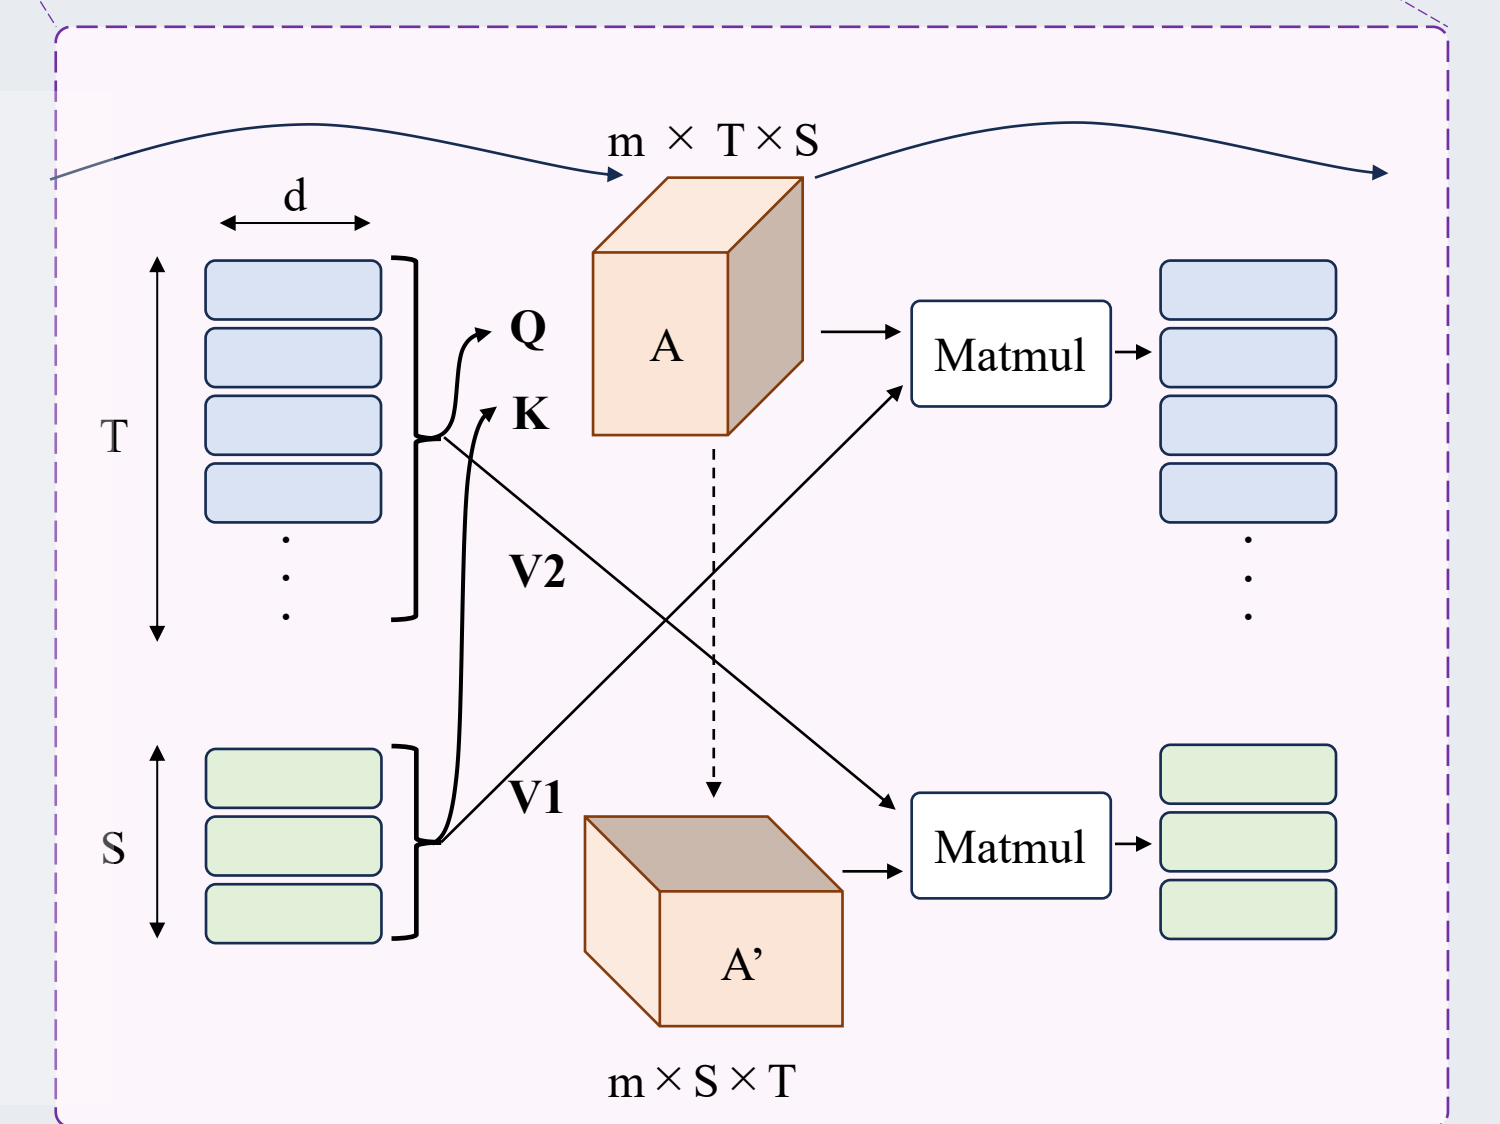 m × T × S
d
Q
A
Matmul
K
T
V2
V1
S
Matmul
A’
m × S × T